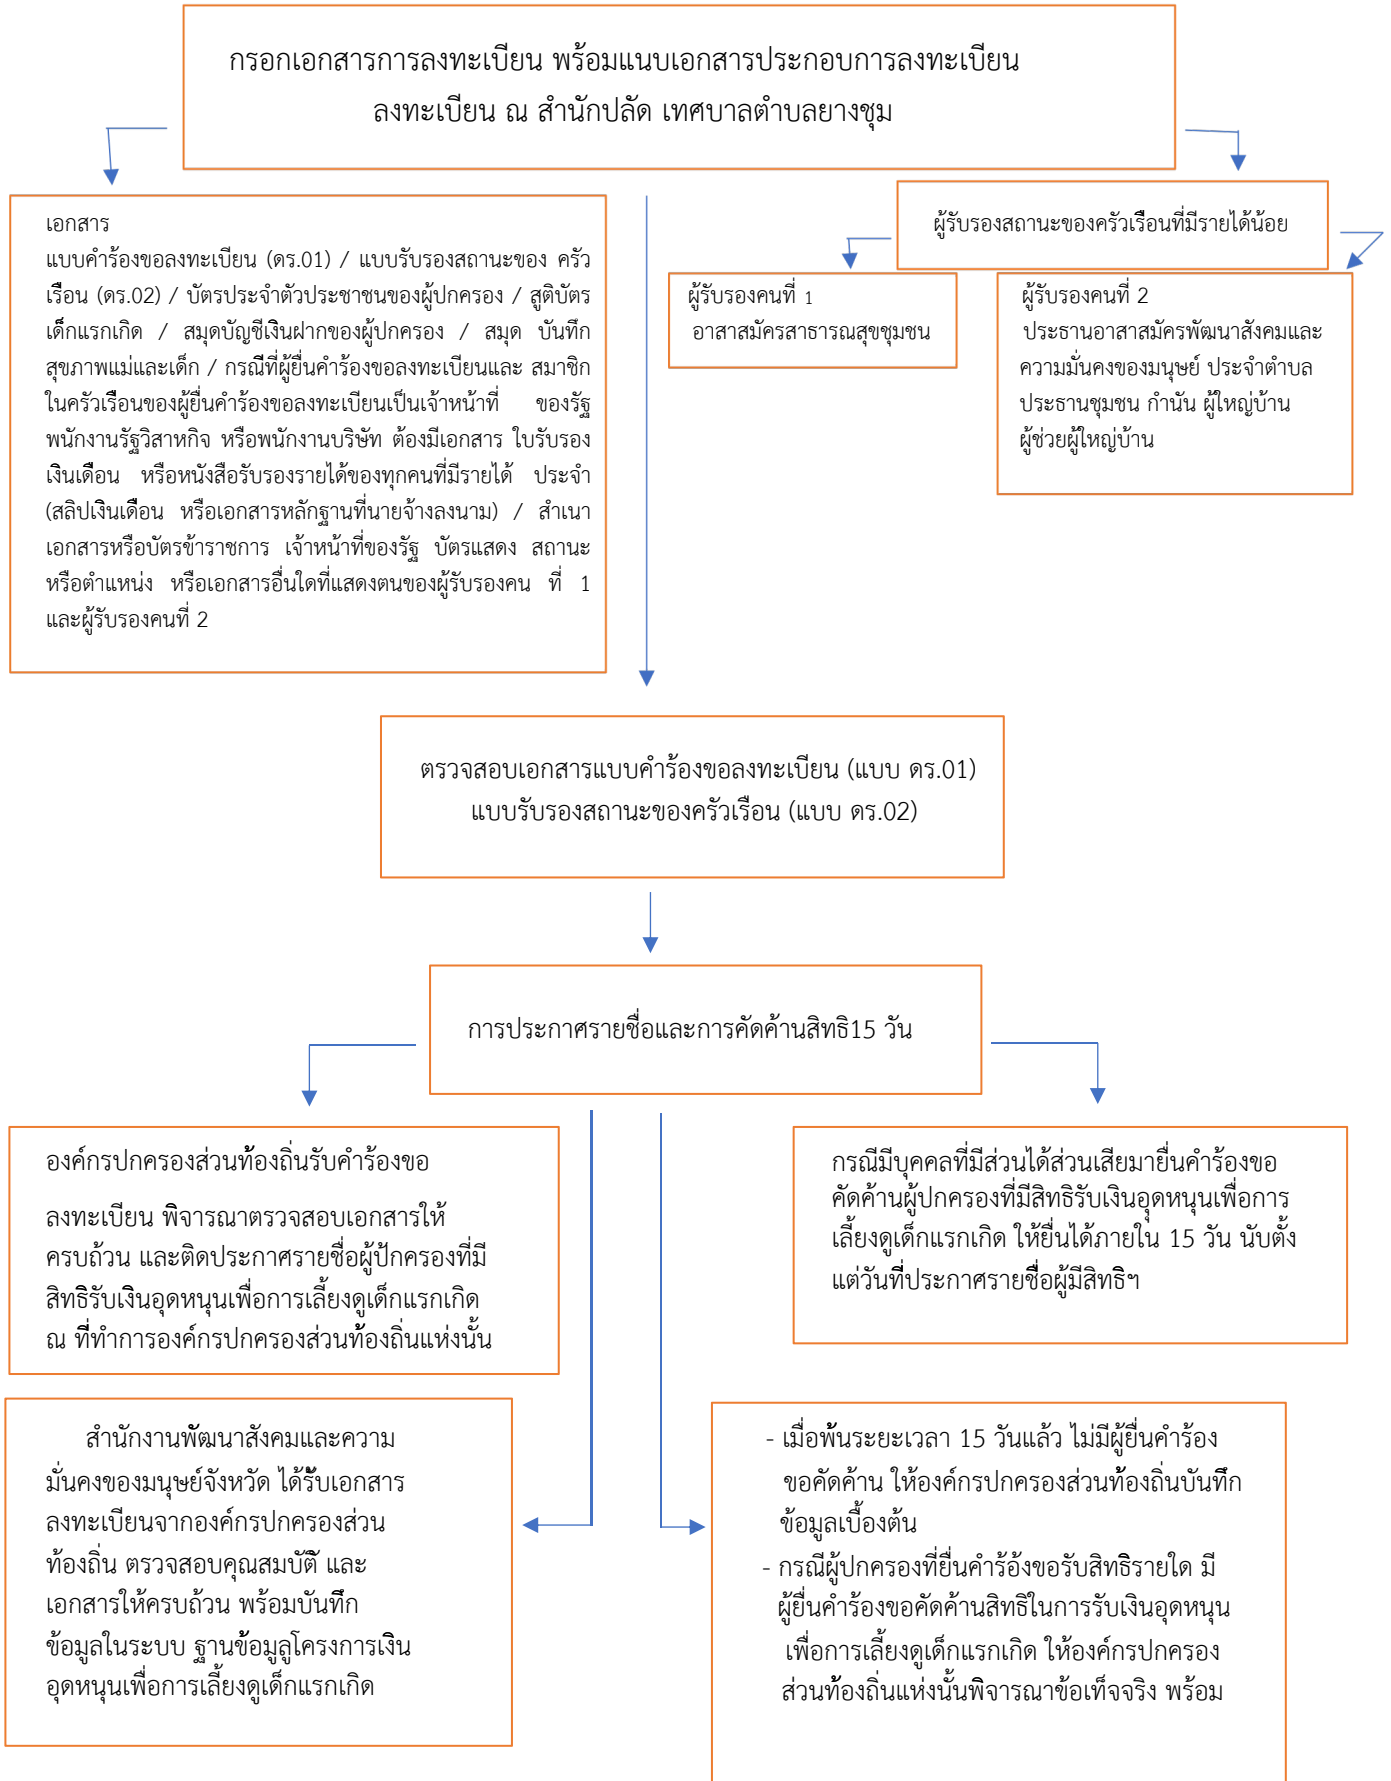 กรอกเอกสารการลงทะเบียน พร้อมแนบเอกสารประกอบการลงทะเบียน
ลงทะเบียน ณ สำนักปลัด เทศบาลตำบลยางชุม
เอกสาร
แบบคำร้องขอลงทะเบียน (ดร.01) / แบบรับรองสถานะของ ครัว
เรือน (ดร.02) / บัตรประจำตัวประชาชนของผู้ปกครอง / สูติบัตร
เด็กแรกเกิด / สมุดบัญชีเงินฝากของผู้ปกครอง / สมุด บันทึก
สุขภาพแม่และเด็ก / กรณีที่ผู้ยื่นคำร้องขอลงทะเบียนและ สมาชิก
ในครัวเรือนของผู้ยื่นคำร้องขอลงทะเบียนเป็นเจ้าหน้าที่ ของรัฐ
พนักงานรัฐวิสาหกิจ หรือพนักงานบริษัท ต้องมีเอกสาร ใบรับรอง
เงินเดือน หรือหนังสือรับรองรายได้ของทุกคนที่มีรายได้ ประจำ
(สลิปเงินเดือน หรือเอกสารหลักฐานที่นายจ้างลงนาม) / สำเนา
เอกสารหรือบัตรข้าราชการ เจ้าหน้าที่ของรัฐ บัตรแสดง สถานะ
หรือตำแหน่ง หรือเอกสารอื่นใดที่แสดงตนของผู้รับรองคน ที่ 1
และผู้รับรองคนที่ 2
ผู้รับรองสถานะของครัวเรือนที่มีรายได้น้อย
ผู้รับรองคนที่ 1
อาสาสมัครสาธารณสุขชุมชน
ผู้รับรองคนที่ 2
ประธานอาสาสมัครพัฒนาสังคมและ
ความมั่นคงของมนุษย์ ประจำตำบล
ประธานชุมชน กำนัน ผู้ใหญ่บ้าน
ผู้ช่วยผู้ใหญ่บ้าน
ตรวจสอบเอกสารแบบคำร้องขอลงทะเบียน (แบบ ดร.01)
แบบรับรองสถานะของครัวเรือน (แบบ ดร.02)
การประกาศรายชื่อและการคัดค้านสิทธิ15 วัน
องค์กรปกครองส่วนท้องถิ่นรับคำร้องขอ
ลงทะเบียน พิจารณาตรวจสอบเอกสารให้
ครบถ้วน และติดประกาศรายชื่อผู้ปักครองที่มี
สิทธิรับเงินอุดหนุนเพื่อการเลี้ยงดูเด็กแรกเกิด
ณ ที่ทำการองค์กรปกครองส่วนท้องถิ่นแห่งนั้น
กรณีมีบุคคลที่มีส่วนได้ส่วนเสียมายื่นคำร้องขอ
คัดค้านผู้ปกครองที่มีสิทธิรับเงินอุดหนุนเพื่อการ
เลี้ยงดูเด็กแรกเกิด ให้ยื่นได้ภายใน 15 วัน นับตั้ง
แต่วันที่ประกาศรายชื่อผู้มีสิทธิฯ
สำนักงานพัฒนาสังคมและความ
มั่นคงของมนุษย์จังหวัด ได้รับเอกสาร
ลงทะเบียนจากองค์กรปกครองส่วน
ท้องถิ่น ตรวจสอบคุณสมบัติ และ
เอกสารให้ครบถ้วน พร้อมบันทึก
ข้อมูลในระบบ ฐานข้อมูลโครงการเงิน
อุดหนุนเพื่อการเลี้ยงดูเด็กแรกเกิด
- เมื่อพ้นระยะเวลา 15 วันแล้ว ไม่มีผู้ยื่นคำร้อง
ขอคัดค้าน ให้องค์กรปกครองส่วนท้องถิ่นบันทึก
ข้อมูลเบื้องต้น
- กรณีผู้ปกครองที่ยื่นคำร้อ้งขอรับสิทธิรายใด มี
ผู้ยื่นคำร้องขอคัดค้านสิทธิในการรับเงินอุดหนุน
เพื่อการเลี้ยงดูเด็กแรกเกิด ให้องค์กรปกครอง
ส่วนท้องถิ่นแห่งนั้นพิจารณาข้อเท็จจริง พร้อม